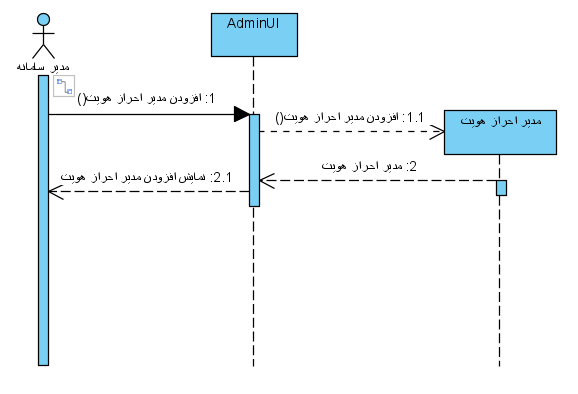 AdminUI
مدیر سامانه
1: افزودن مدیر احراز هویت()
1.1: افزودن مدیر احراز هویت()
مدیر احراز هویت
2: مدیر احراز هویت
2.1: نمایش افزودن مدیر احراز هویت